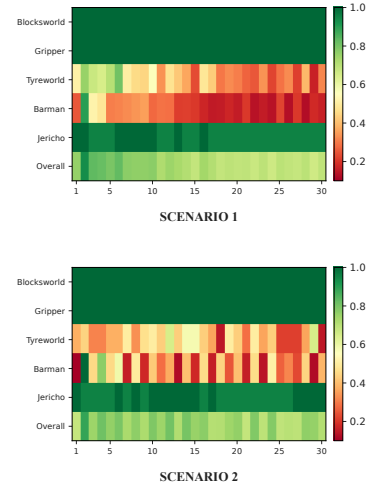 Blocksworld
Gripper
Tyreworld
Barman
Jericho
Overall
1 5 10 15 20 25 30
1.0
0.8
0.6
0.4
0.2
SCENARIO 1
Blocksworld
Gripper
Tyreworld
Barman
Jericho
Overall
1 5 10 15 20 25 30
1.0
0.8
0.6
0.4
0.2
SCENARIO 2